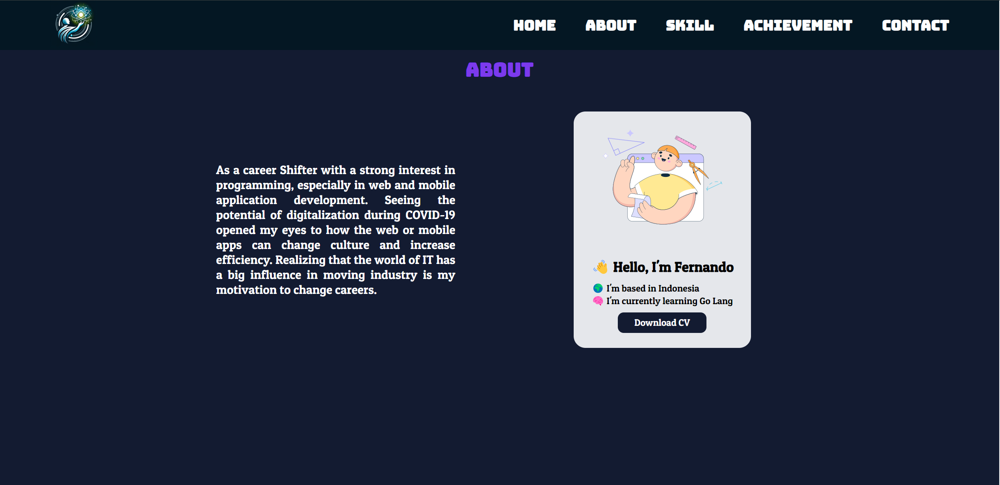 HOME ABOUT SKILL ACHIEVEMENT CONTACT
ABOUT
As a career Shifter with a strong interest in
programming, especially in web and mobile
application development. Seeing the
potential of digitalization during COVID-19
opened my eyes to how the web or mobile
apps can change culture and increase
efficiency. Realizing that the world of IT has
a big influence in moving industry is my
motivation to change careers.
👋 Hello, I'm Fernando
🌍 I'm based in Indonesia
🧠 I'm currently learning Go Lang
Download CV